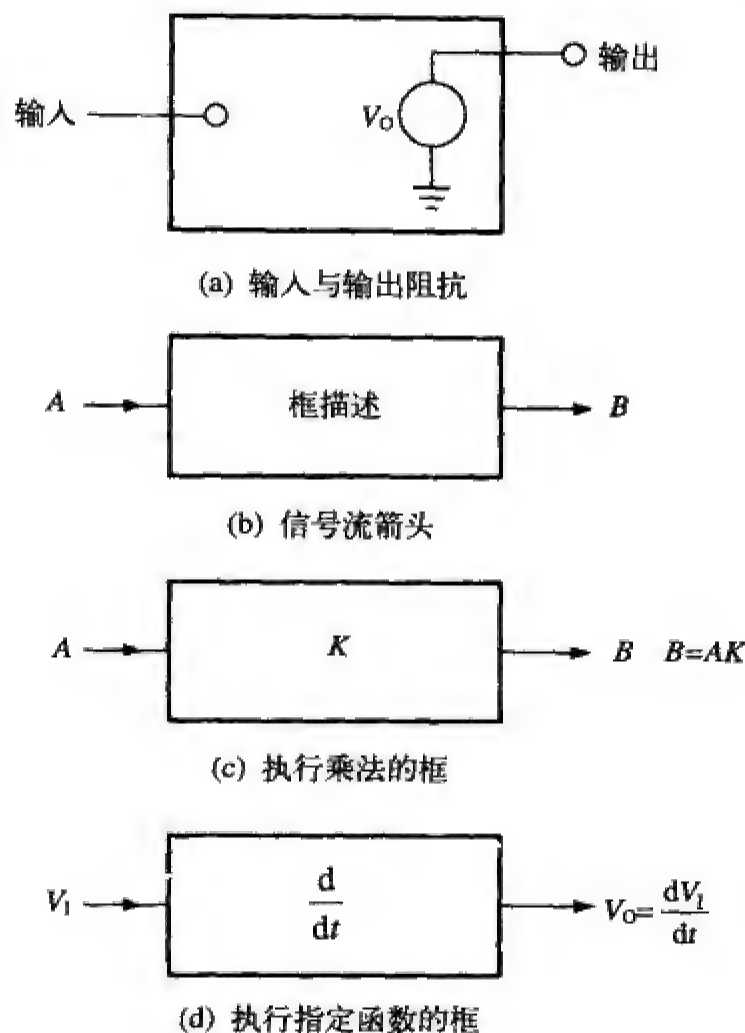 输出
输入
V_O
(a) 输入与输出阻抗
A 框描述 B
(b) 信号流箭头
A K B B=AK
(c) 执行乘法的框
V_1 d/dt V_O=dV_I/dt
(d) 执行指定函数的框